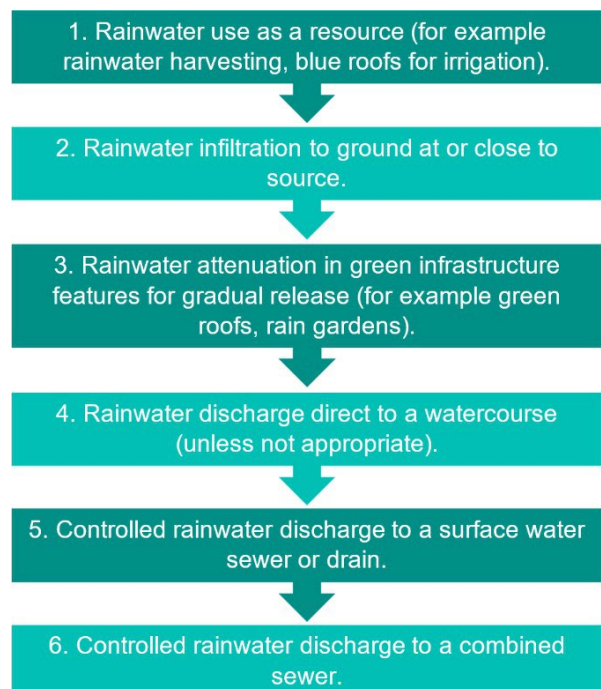 1. Rainwater use as a resource (for example
rainwater harvesting, blue roofs for irrigation).
2. Rainwater infiltration to ground at or close to
source.
3. Rainwater attenuation in green infrastructure
features for gradual release (for example green
roofs, rain gardens).
4. Rainwater discharge direct to a watercourse
(unless not appropriate).
5. Controlled rainwater discharge to a surface water
sewer or drain.
6. Controlled rainwater discharge to a combined
sewer.